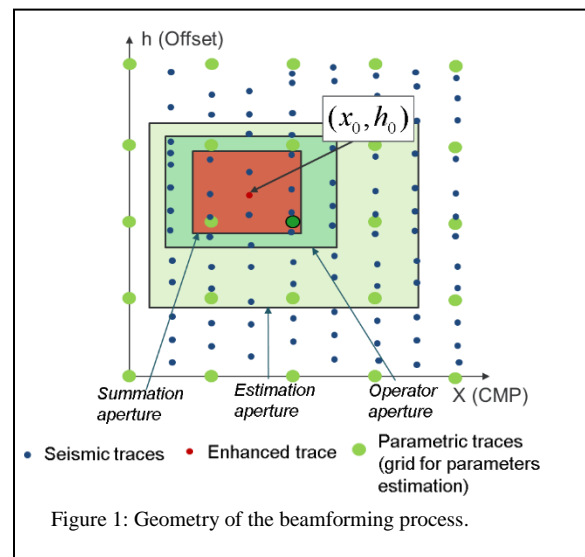 h (Offset)
(x₀, h₀)
Summation aperture
Estimation aperture
Operator aperture
X (CMP)
Seismic traces
Enhanced trace
Parametric traces
(grid for parameters
estimation)
Figure 1: Geometry of the beamforming process.